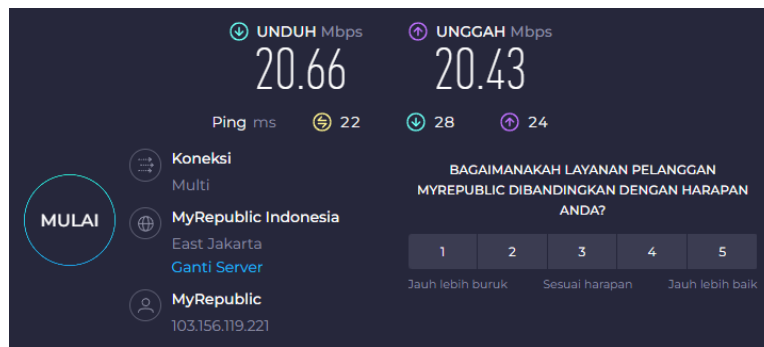 UNDUH Mbps
20.66
UNGGAH Mbps
20.43
Ping ms 22 28 24
MULAI
Koneksi
Multi
MyRepublic Indonesia
East Jakarta
Ganti Server
MyRepublic
103.156.119.221
BAGAIMANAKAH LAYANAN PELANGGAN
MYREPUBLIC DIBANDINGKAN DENGAN HARAPAN
ANDA?
1 2 3 4 5
Jauh lebih buruk Sesuai harapan Jauh lebih baik